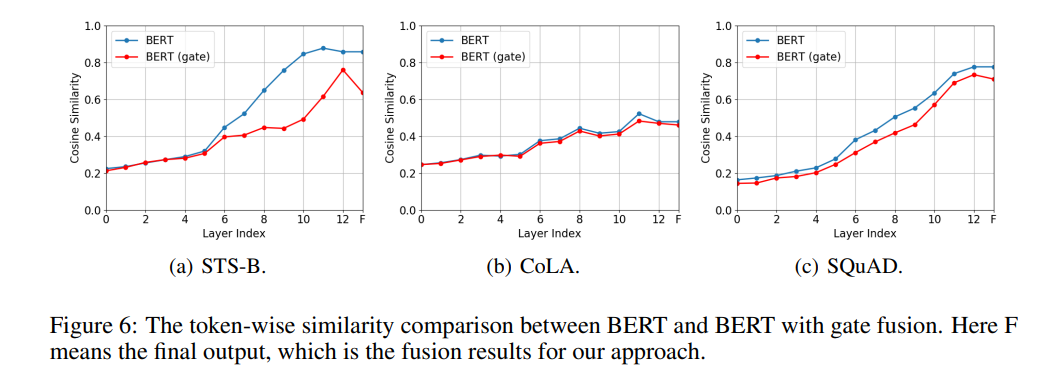 1.0
0.8
0.6
0.4
0.2
0.0
Cosine Similarity
BERT
BERT (gate)
0 2 4 6 8 10 12 F
Layer Index
(a) STS-B.
1.0
0.8
0.6
0.4
0.2
0.0
Cosine Similarity
BERT
BERT (gate)
0 2 4 6 8 10 12 F
Layer Index
(b) CoLA.
1.0
0.8
0.6
0.4
0.2
0.0
Cosine Similarity
BERT
BERT (gate)
0 2 4 6 8 10 12 F
Layer Index
(c) SQuAD.
Figure 6: The token-wise similarity comparison between BERT and BERT with gate fusion. Here F
means the final output, which is the fusion results for our approach.